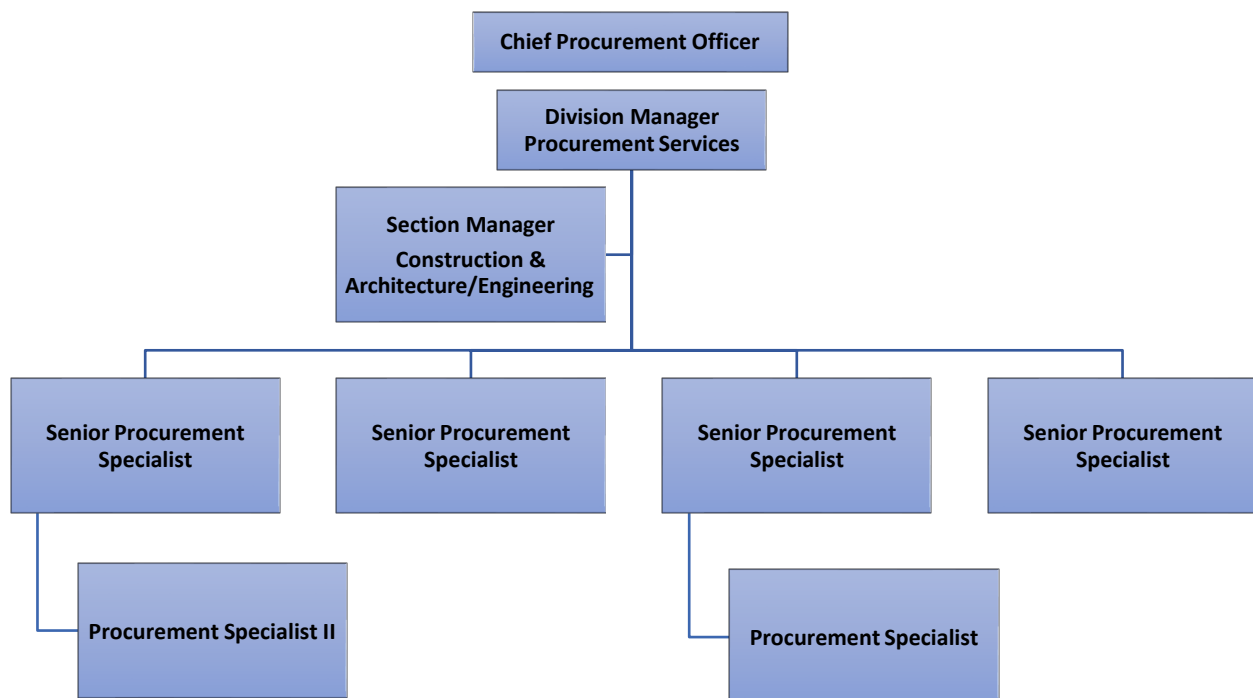 Chief Procurement Officer
Division Manager
Procurement Services
Section Manager
Construction &
Architecture/Engineering
Senior Procurement
Specialist
Senior Procurement
Specialist
Senior Procurement
Specialist
Senior Procurement
Specialist
Procurement Specialist II
Procurement Specialist